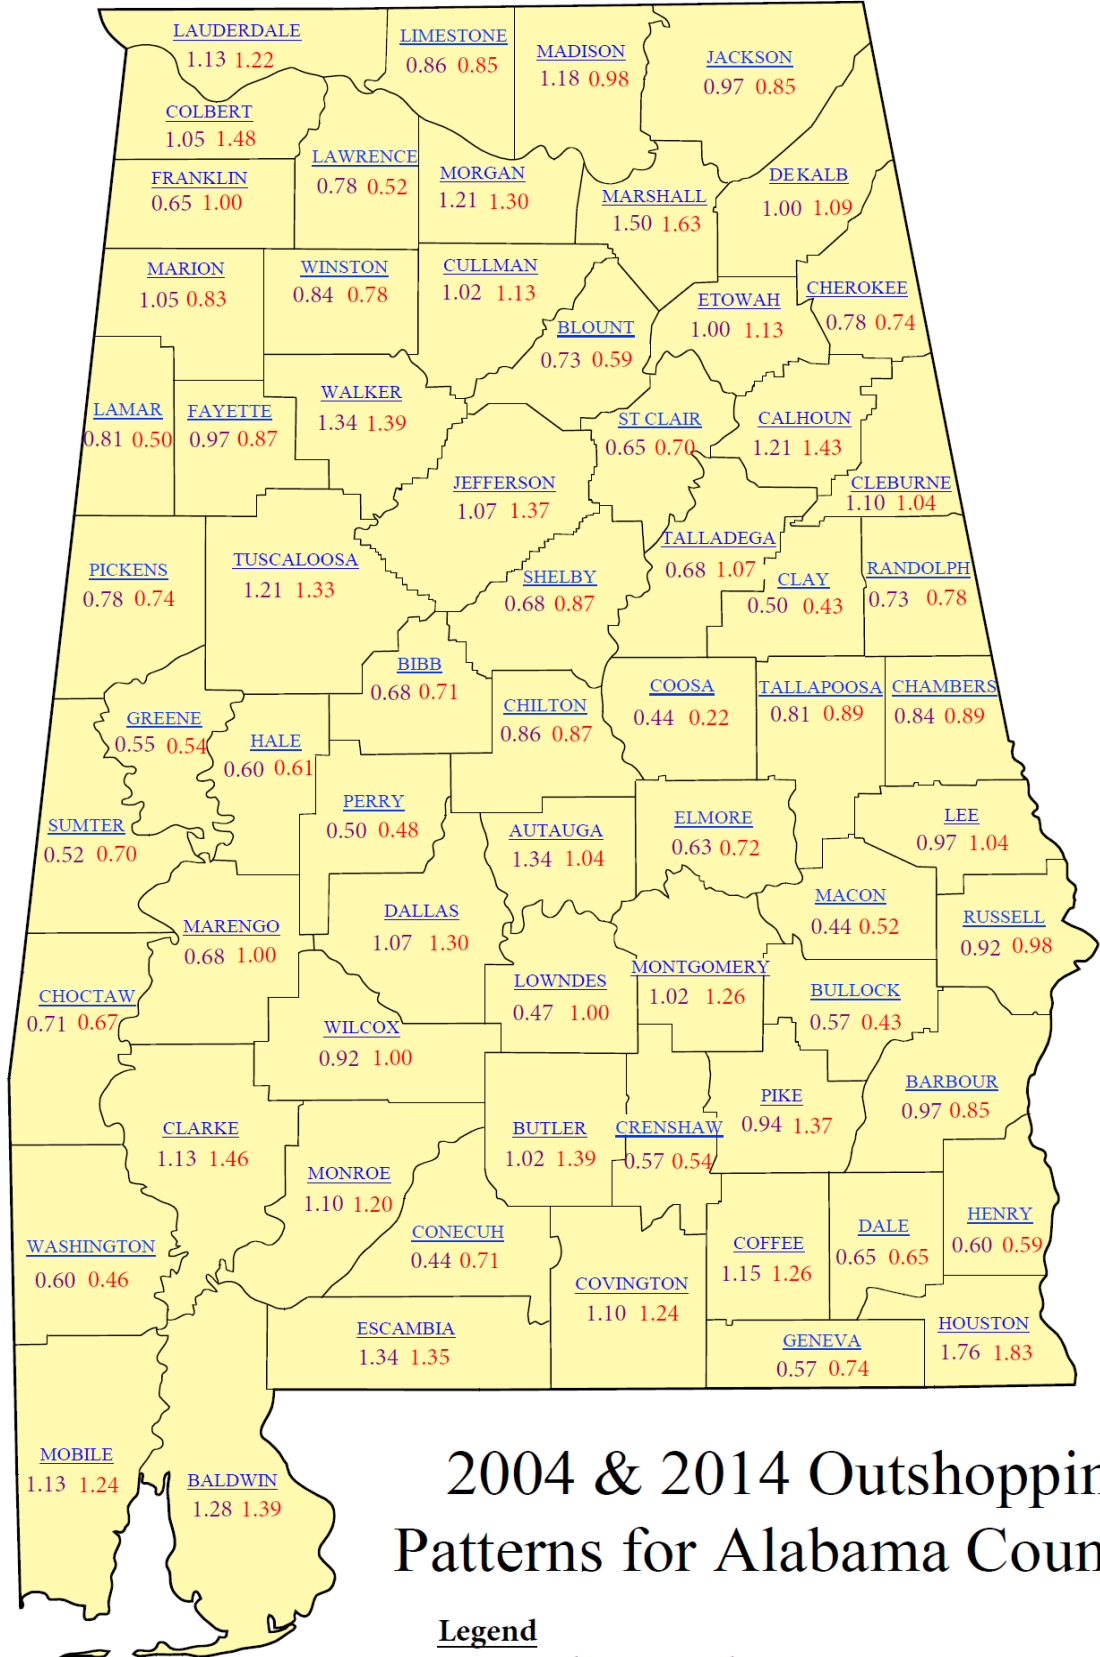 LAUDERDALE
1.13 1.22
LIMESTONE
0.86 0.85
MADISON
1.18 0.98
JACKSON
0.97 0.85
COLBERT
1.05 1.48
LAWRENCE
0.78 0.52
FRANKLIN
0.65 1.00
MORGAN
1.21 1.30
MARSHALL
1.50 1.63
DEKALB
1.00 1.09
MARION
1.05 0.83
WINSTON
0.84 0.78
CULLMAN
1.02 1.13
BLOUNT
0.73 0.59
ETOWAH
1.00 1.13
CHEROKEE
0.78 0.74
LAMAR
0.81 0.50
FAYETTE
0.97 0.87
WALKER
1.34 1.39
ST CLAIR
0.65 0.70
CALHOUN
1.21 1.43
JEFFERSON
1.07 1.37
CLEBURNE
1.10 1.04
PICKENS
0.78 0.74
TUSCALOOSA
1.21 1.33
SHELBY
0.68 0.87
TALLADEGA
0.68 1.07
CLAY
0.50 0.43
RANDOLPH
0.73 0.78
BIBB
0.68 0.71
GREENE
0.55 0.54
HALE
0.60 0.61
CHILTON
0.86 0.87
COOSA
0.44 0.22
TALLAPOOSA
0.81 0.89
CHAMBERS
0.84 0.89
SUMTER
0.52 0.70
PERRY
0.50 0.48
AUTAUGA
1.34 1.04
ELMORE
0.63 0.72
LEE
0.97 1.04
MARENGO
0.68 1.00
DALLAS
1.07 1.30
MACON
0.44 0.52
RUSSELL
0.92 0.98
CHOCTAW
0.71 0.67
WILCOX
0.92 1.00
LOWNDES
0.47 1.00
MONTGOMERY
1.02 1.26
BULLOCK
0.57 0.43
CLARKE
1.13 1.46
MONROE
1.10 1.20
BUTLER
1.02 1.39
CRENSHAW
0.57 0.54
PIKE
0.94 1.37
BARBOUR
0.97 0.85
WASHINGTON
0.60 0.46
CONECUH
0.44 0.71
COVINGTON
1.10 1.24
COFFEE
1.15 1.26
DALE
0.65 0.65
HENRY
0.60 0.59
ESCAMBIA
1.34 1.35
GENEVA
0.57 0.74
HOUSTON
1.76 1.83
MOBILE
1.13 1.24
BALDWIN
1.28 1.39
2004 & 2014 Outshoppin
Patterns for Alabama Coun
Legend